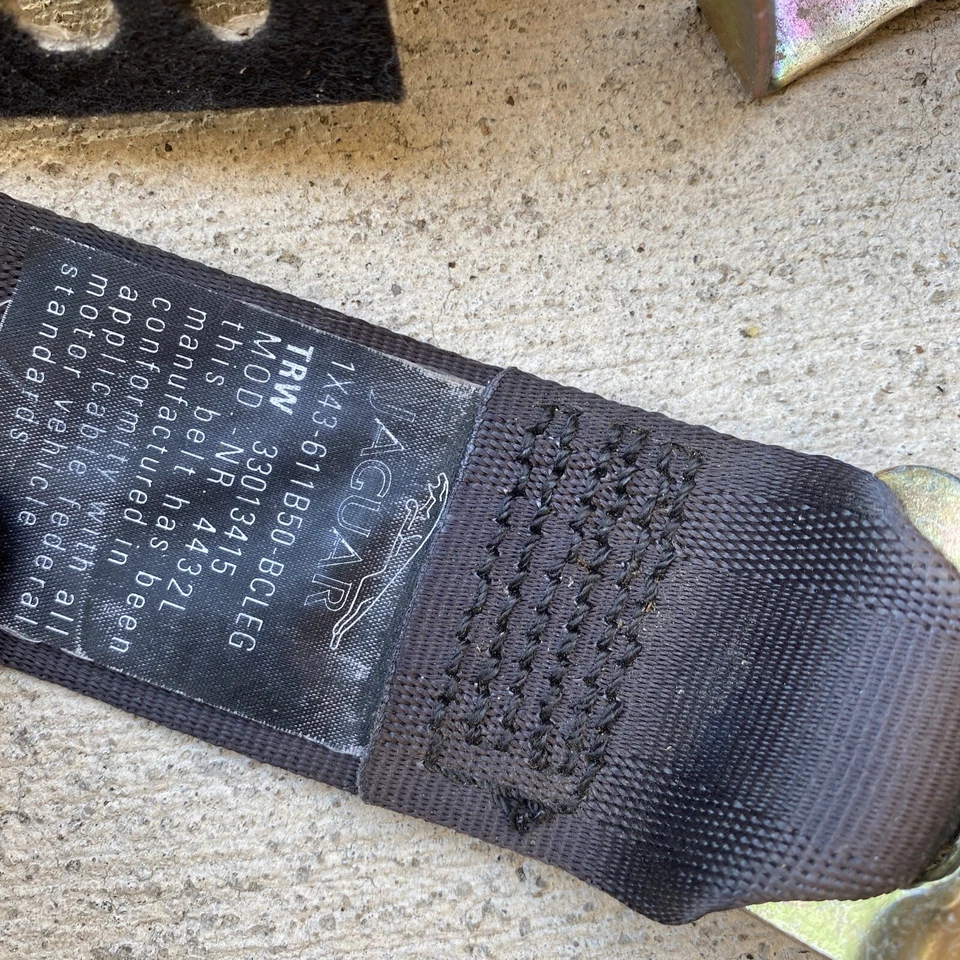 JAGUAR
1X43-611B50-BCLEG
TRW 33013415
MOD.-NR. 4432L
this belt has been
manufactured in
conformity with all
applicable federal
motor vehicle
standards